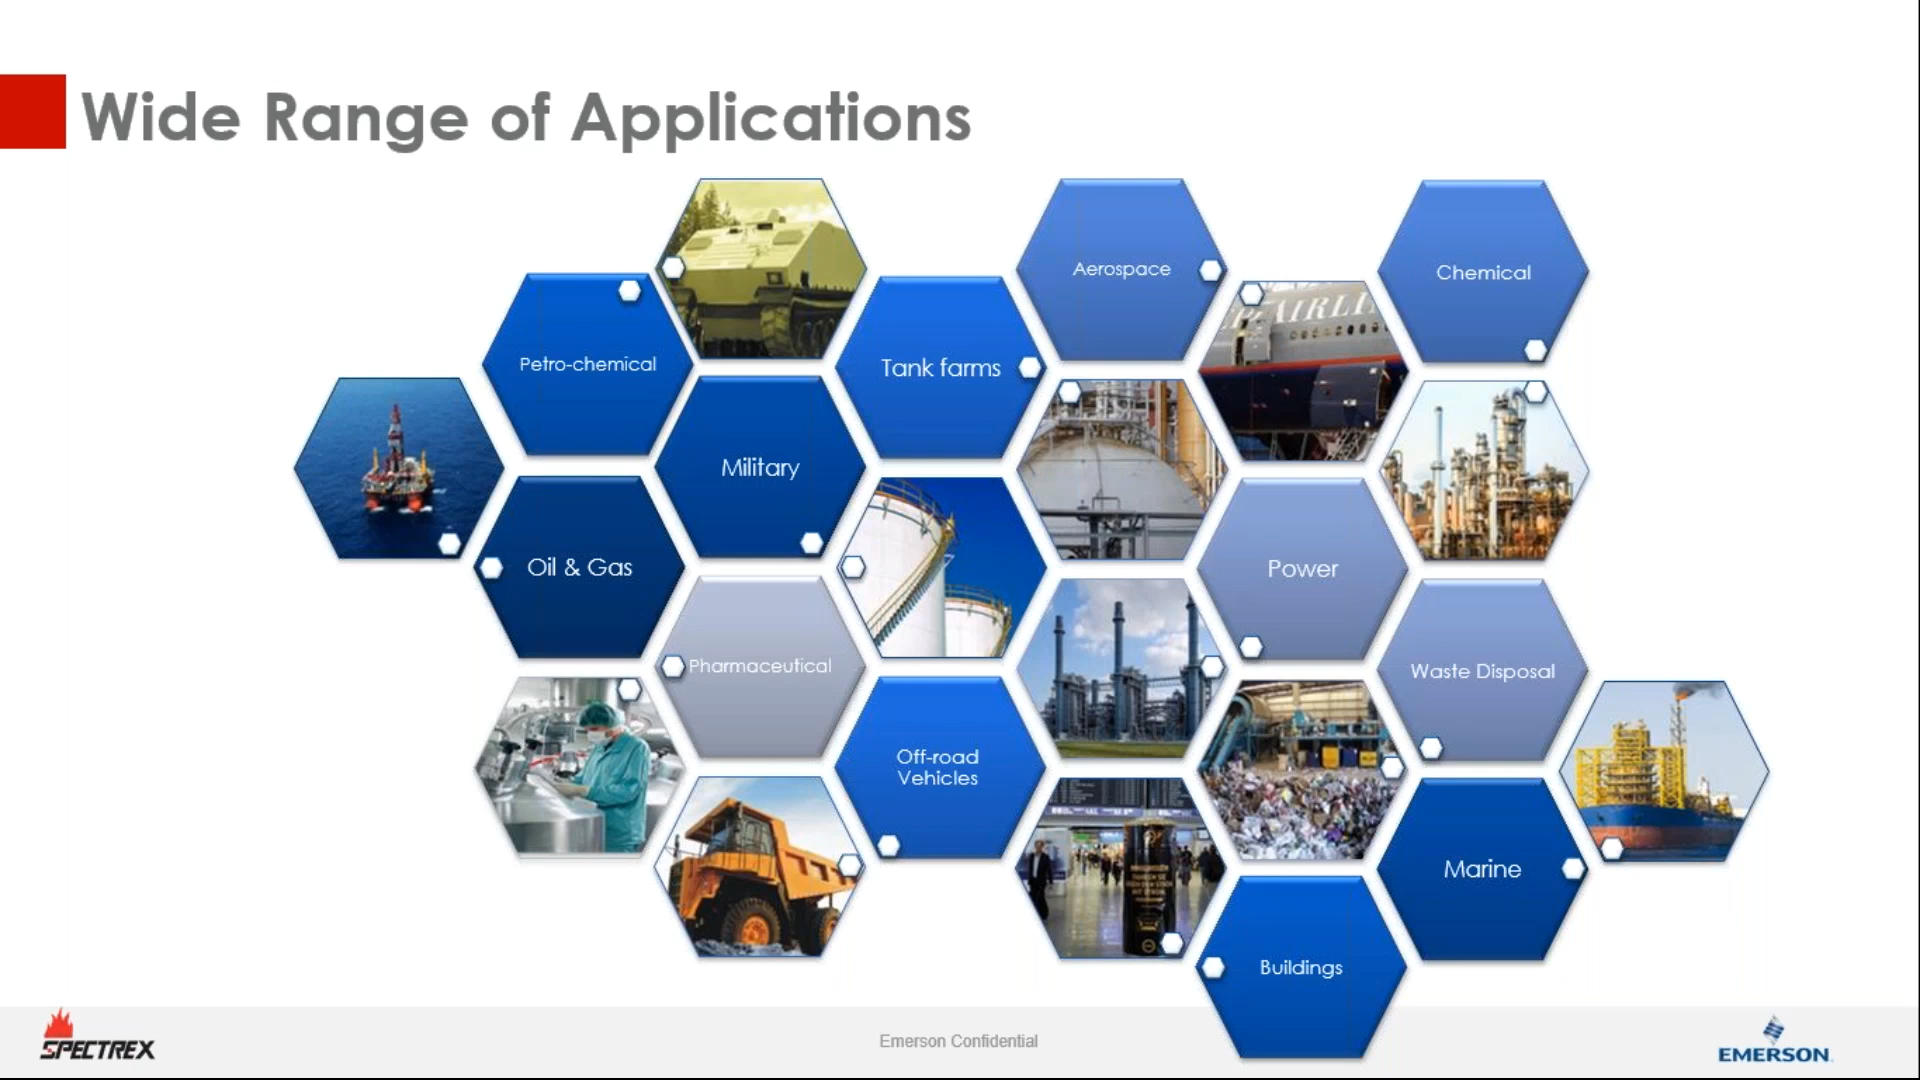 Wide Range of Applications
Aerospace
Chemical
AIRLI
Petro-chemical
Tank farms
Military
Oil & Gas
Power
Pharmaceutical
Waste Disposal
Off-road
Vehicles
Marine
Buildings
SPECTREX
Emerson Confidential
EMERSON